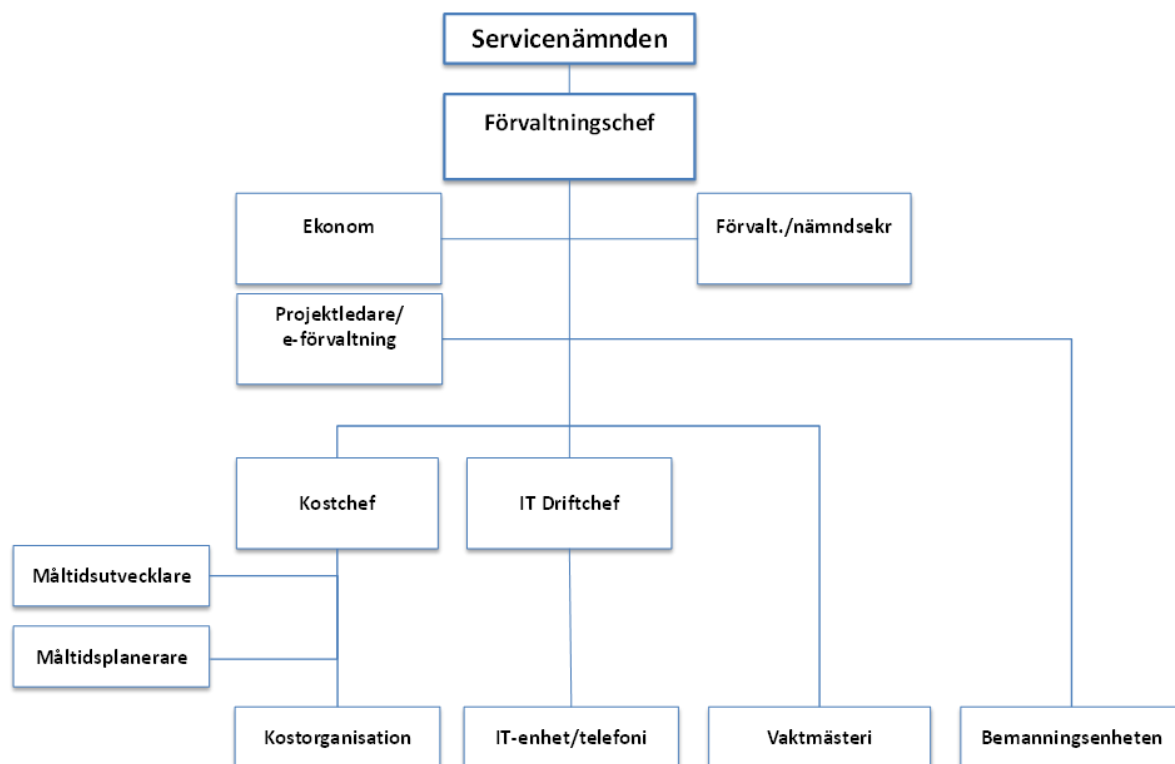 Servicenämnden
Förvaltningschef
Ekonom
Förvalt./nämndsekr
Projektledare/
e-förvaltning
Kostchef
IT Driftchef
Måltidsutvecklare
Måltidsplanerare
Kostorganisation
IT-enhet/telefoni
Vaktmästeri
Bemanningsenheten